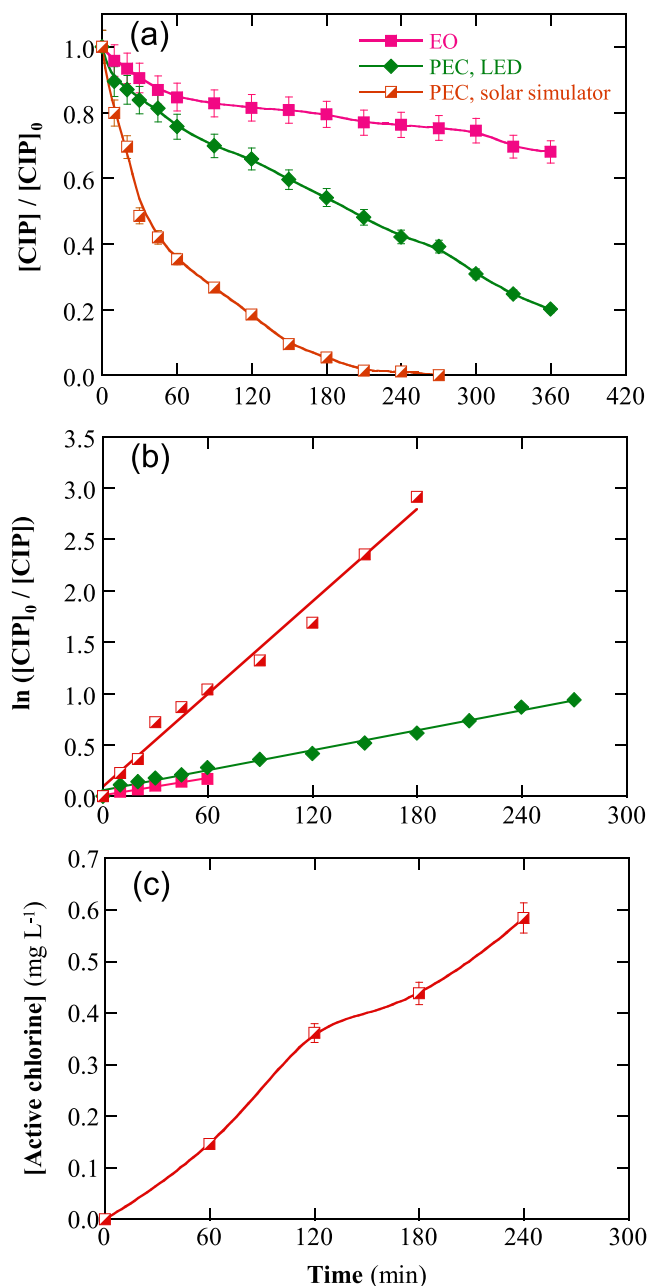 (a)
EO
PEC, LED
PEC, solar simulator
[CIP] / [CIP]0
1.0
0.8
0.6
0.4
0.2
0.0
0 60 120 180 240 300 360 420
(b)
ln ([CIP]0 / [CIP])
3.5
3.0
2.5
2.0
1.5
1.0
0.5
0.0
0 60 120 180 240 300
(c)
[Active chlorine] (mg L-1)
0.7
0.6
0.5
0.4
0.3
0.2
0.1
0.0
0 60 120 180 240 300
Time (min)